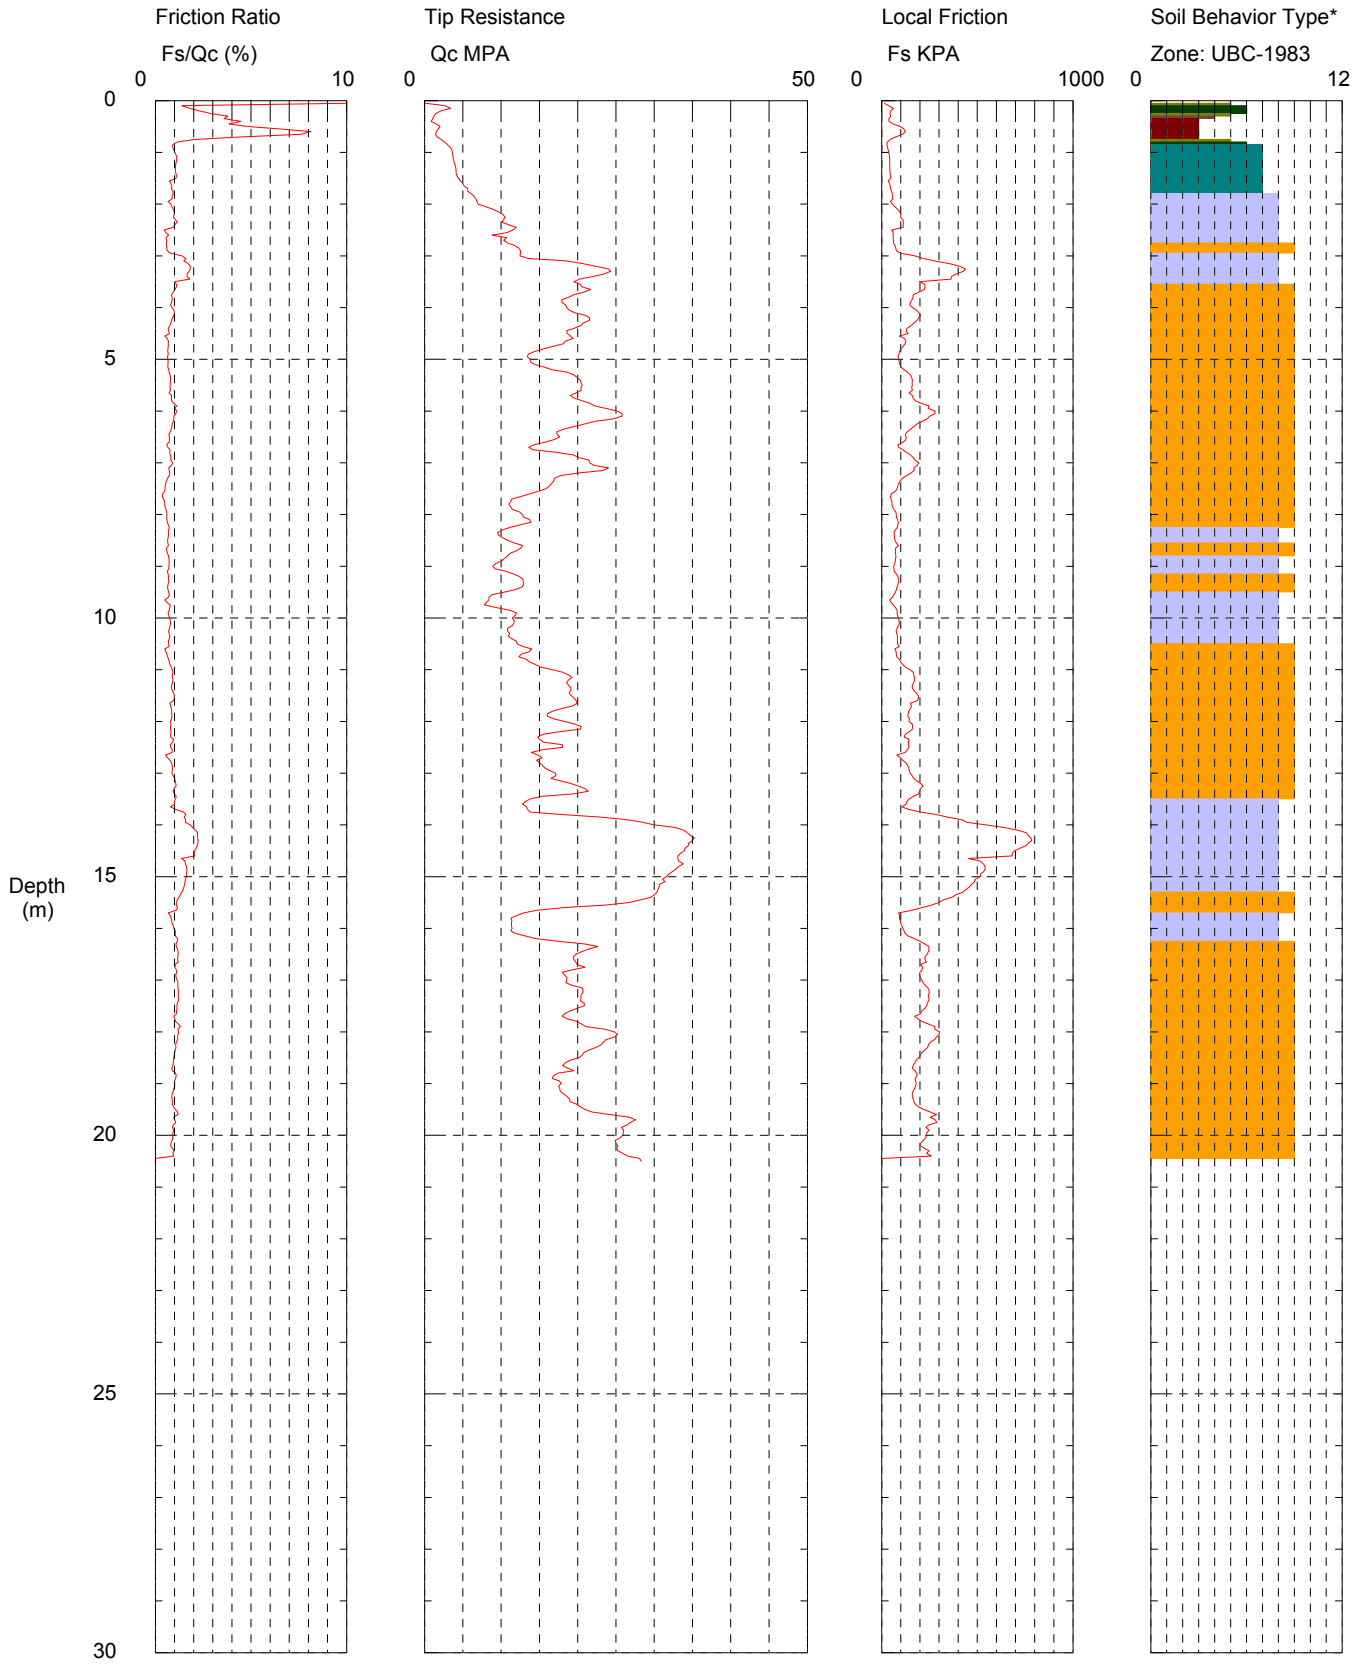 Friction Ratio
Tip Resistance
Local Friction
Soil Behavior Type*
Fs/Qc (%)
Qc MPA
Fs KPA
Zone: UBC-1983
0
10
0
50
0
1000
0
12
0
5
10
15
Depth
(m)
20
25
30